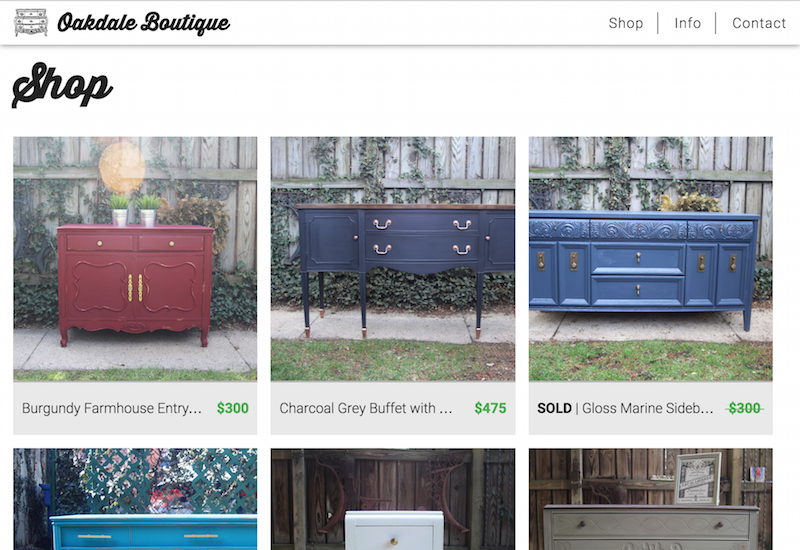 Oakdale Boutique
Shop
Info
Contact
Shop
Burgundy Farmhouse Entry...
$300
Charcoal Grey Buffet with ...
$475
SOLD | Gloss Marine Sideb...
$300